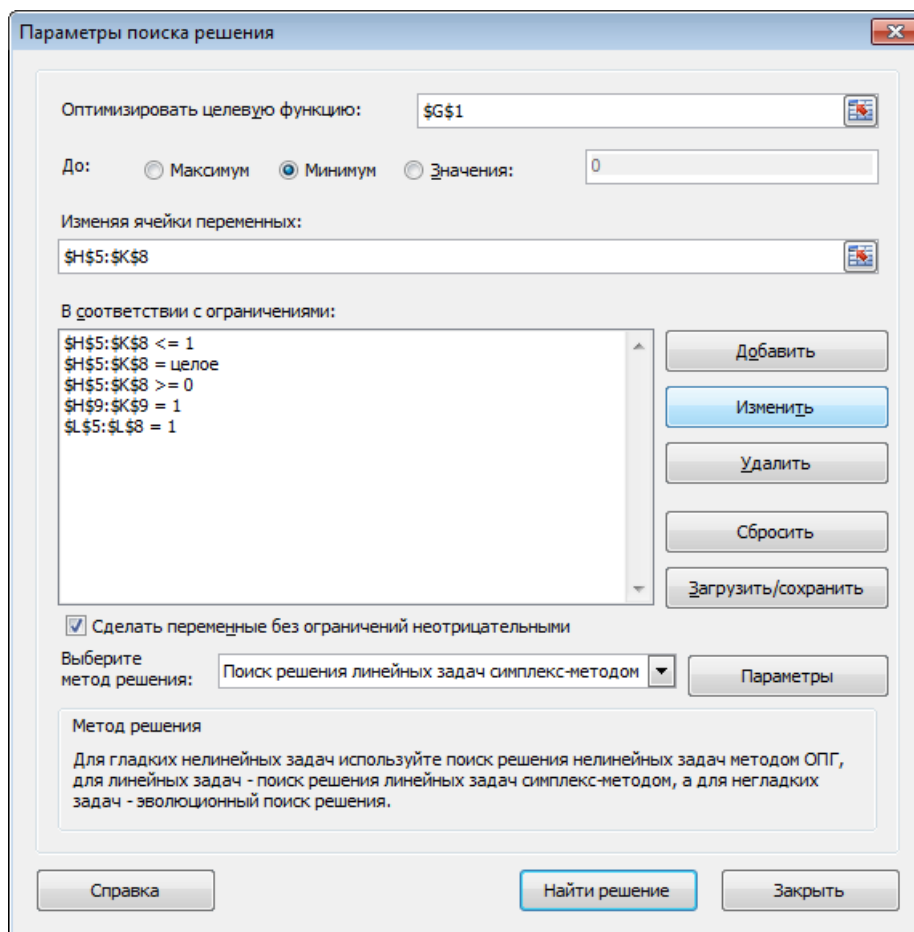 Параметры поиска решения
Оптимизировать целевую функцию:
$G$1
До:
Максимум
Минимум
Значения:
0
Изменяя ячейки переменных:
$H$5:$K$8
В соответствии с ограничениями:
$H$5:$K$8 <= 1
$H$5:$K$8 = целое
$H$5:$K$8 >= 0
$H$9:$K$9 = 1
$L$5:$L$8 = 1
Добавить
Изменить
Удалить
Сбросить
Загрузить/сохранить
Сделать переменные без ограничений неотрицательными
Выберите
метод решения:
Поиск решения линейных задач симплекс-методом
Параметры
Метод решения
Для гладких нелинейных задач используйте поиск решения нелинейных задач методом ОПГ,
для линейных задач - поиск решения линейных задач симплекс-методом, а для негладких
задач - эволюционный поиск решения.
Справка
Найти решение
Закрыть